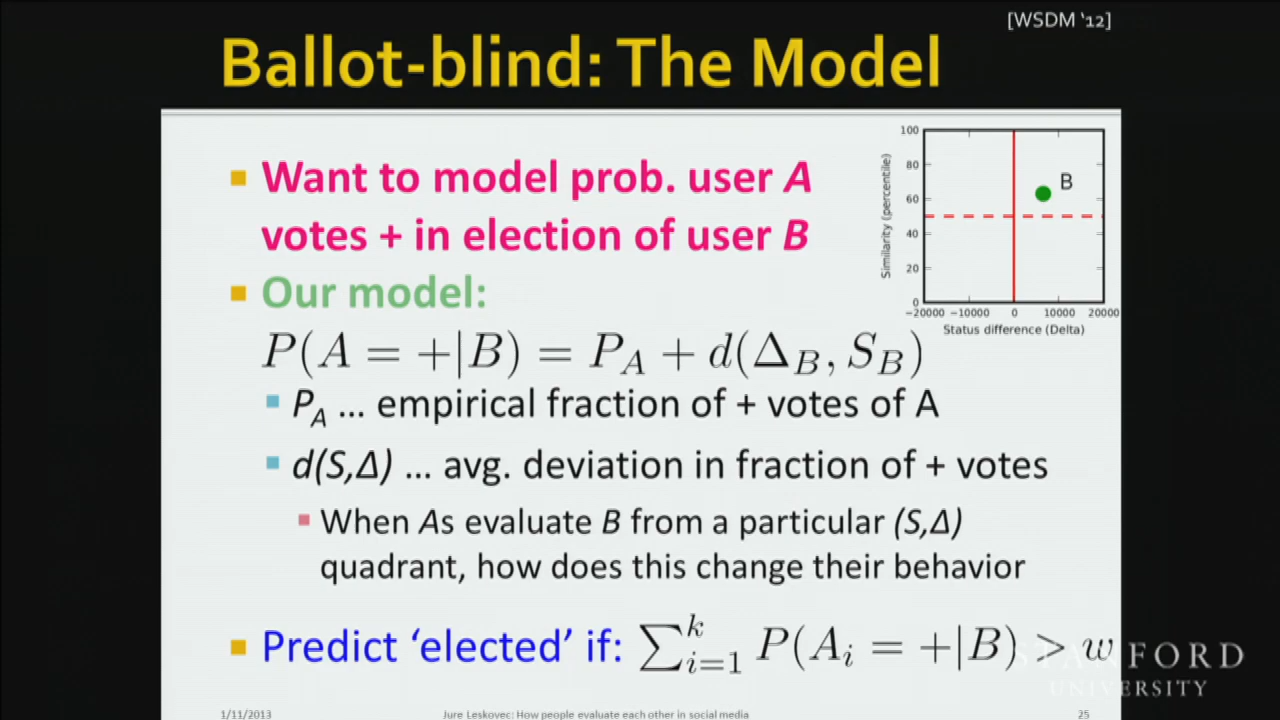 [WSDM '12]
Ballot-blind: The Model
Want to model prob. user A
votes + in election of user B
Our model:
P(A = +|B) = P_A + d(Δ_B, S_B)
P_A … empirical fraction of + votes of A
d(S,Δ) … avg. deviation in fraction of + votes
When As evaluate B from a particular (S,Δ)
quadrant, how does this change their behavior
Predict 'elected' if: ∑_{i=1}^{k} P(A_i = +|B) > w
100
80
60
40
20
0
Similarity (percentile)
B
−20000 −10000 0 10000 20000
Status difference (Delta)
STANFORD
UNIVERSITY
1/11/2013 Jure Leskovec: How people evaluate each other in social media 25